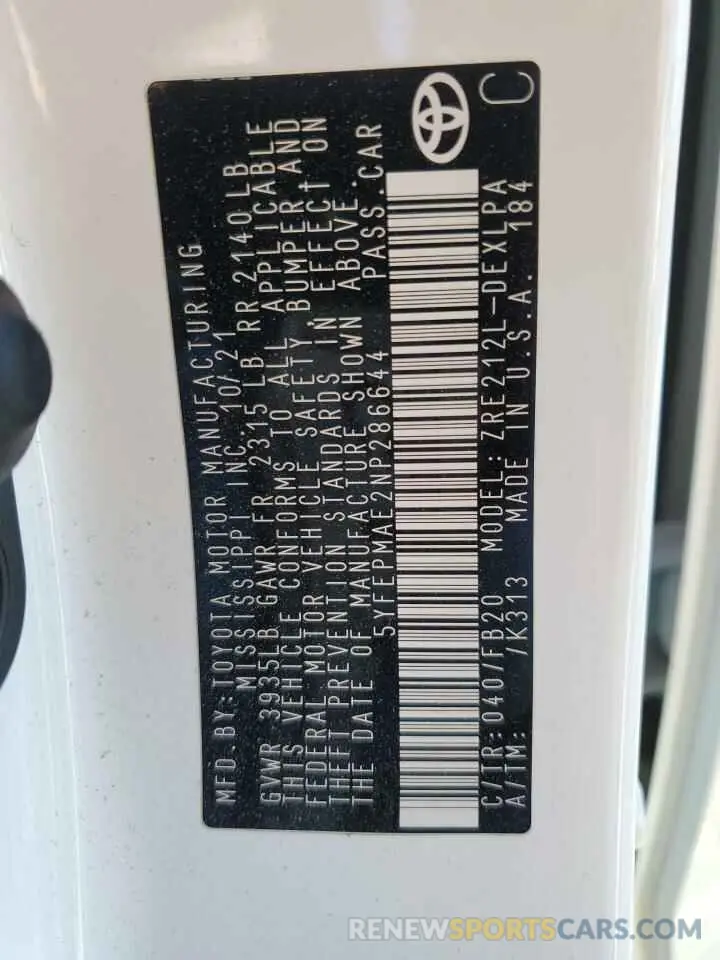 MFD. BY: TOYOTA MOTOR MANUFACTURING
MISSISSIPPI INC. 10/21
GVWR 3935LB GAWR FR 2315 LB RR 2140 LB
THIS VEHICLE CONFORMS TO ALL APPLICABLE
FEDERAL MOTOR VEHICLE SAFETY, BUMPER, AND
THEFT PREVENTION STANDARDS IN EFFECT ON
THE DATE OF MANUFACTURE SHOWN ABOVE.
5YFEPMAE2NP286644 PASS. CAR
C/TR: 040/FB20 MODEL: ZRE212L-DEXLPA
A/TM: /K313 MADE IN U.S.A. 184
C
RENEWSPORTSCARS.COM